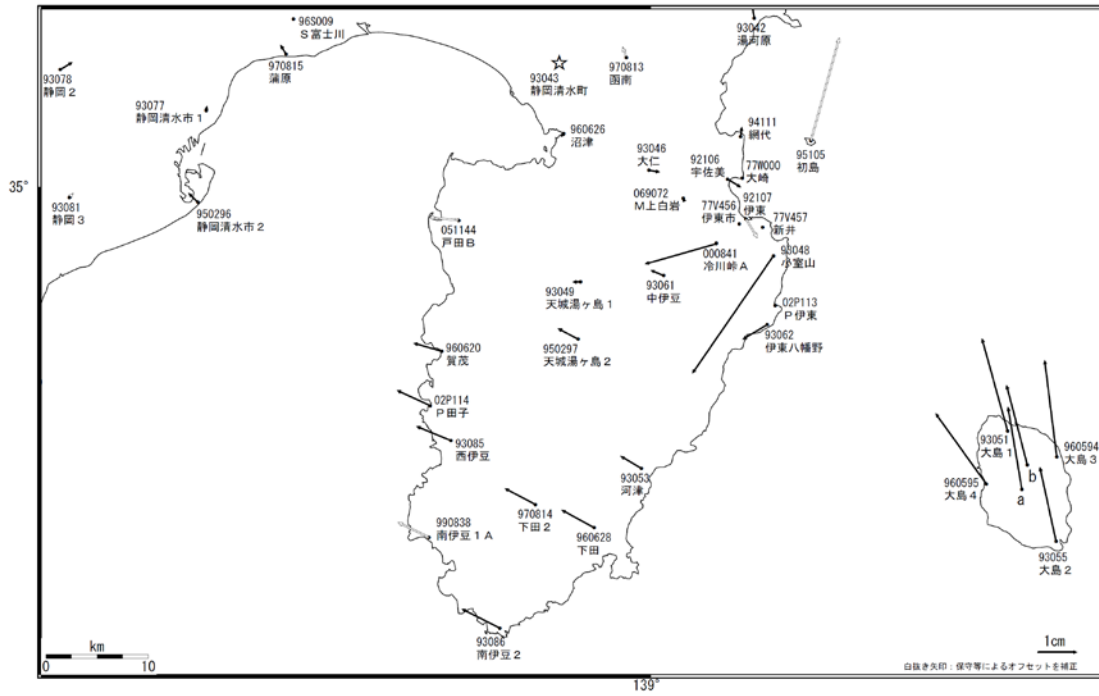 96S009
S富士川
93042
湯河原
970815
蒲原
93043
静岡清水町
970813
函南
93078
静岡2
93077
静岡清水市1
94111
網代
95105
初島
960626
沼津
93046
大仁
92106
宇佐美
77W000
大崎
35°
069072
M上白岩
93081
静岡3
950296
静岡清水市2
77V456
伊東市
92107
伊東
77V457
新井
051144
戸田B
000841
冷川峠A
93048
小室山
93049
天城湯ヶ島1
93061
中伊豆
02P113
P伊東
93062
伊東八幡野
960620
賀茂
950297
天城湯ヶ島2
02P114
P田子
93085
西伊豆
93051
大島1
960594
大島3
960595
大島4
b
a
93053
河津
990838
南伊豆1A
970814
下田2
960628
下田
93055
大島2
93086
南伊豆2
km
0 10
1cm
白抜き矢印：保守等によるオフセットを補正
139°